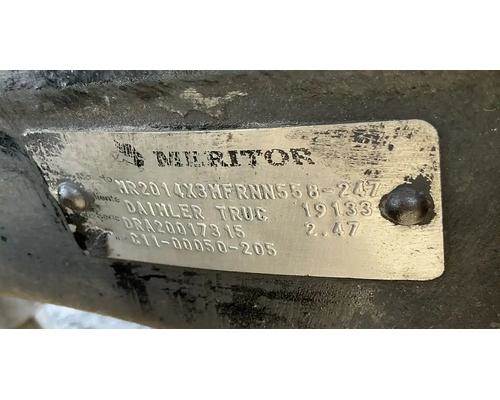 MERITOR
MR2014X3MFRNN558-247
DAIMLER TRUC 19133
DRA20017315 2.47
C11-00050-205